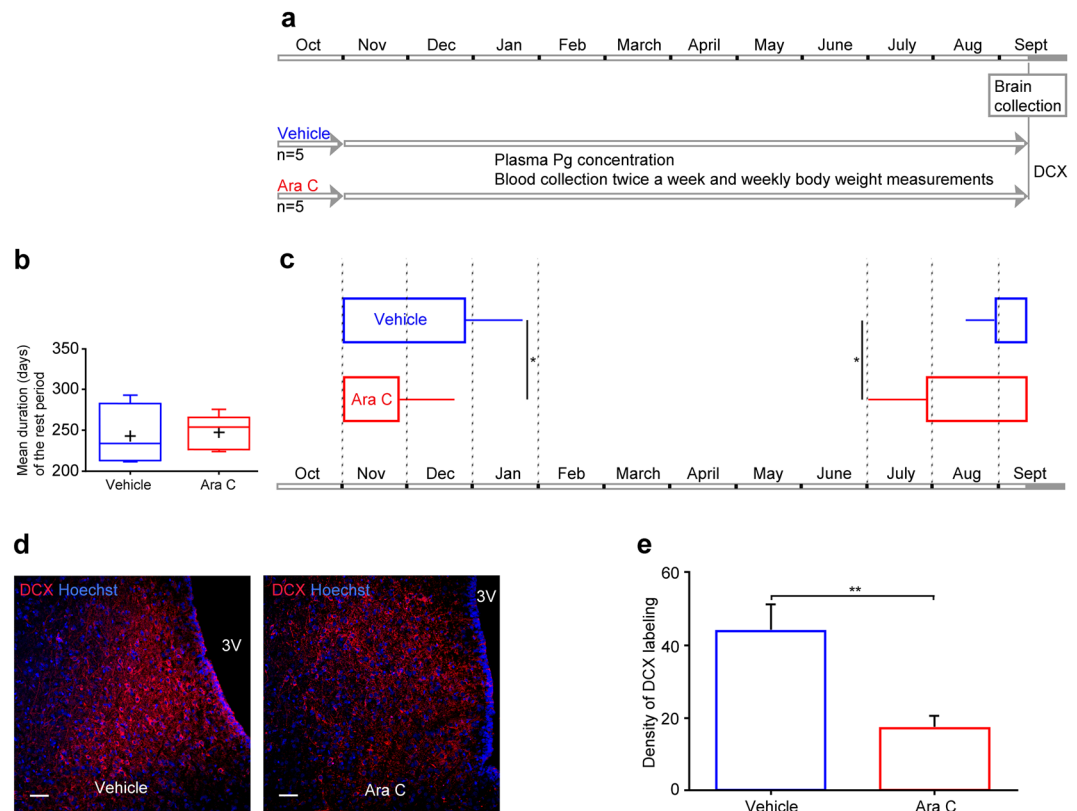 a
Oct Nov Dec Jan Feb March April May June July Aug Sept
Brain
collection
Vehicle
n=5
Plasma Pg concentration
Ara C
Blood collection twice a week and weekly body weight measurements
DCX
n=5
b
c
Vehicle
*
*
Ara C
Oct Nov Dec Jan Feb March April May June July Aug Sept
Mean duration (days)
of the rest period
350
300
250
200
+
+
Vehicle Ara C
d
DCX Hoechst
3V
Vehicle
DCX Hoechst
3V
Ara C
e
Density of DCX labeling
60
40
20
0
**
Vehicle Ara C